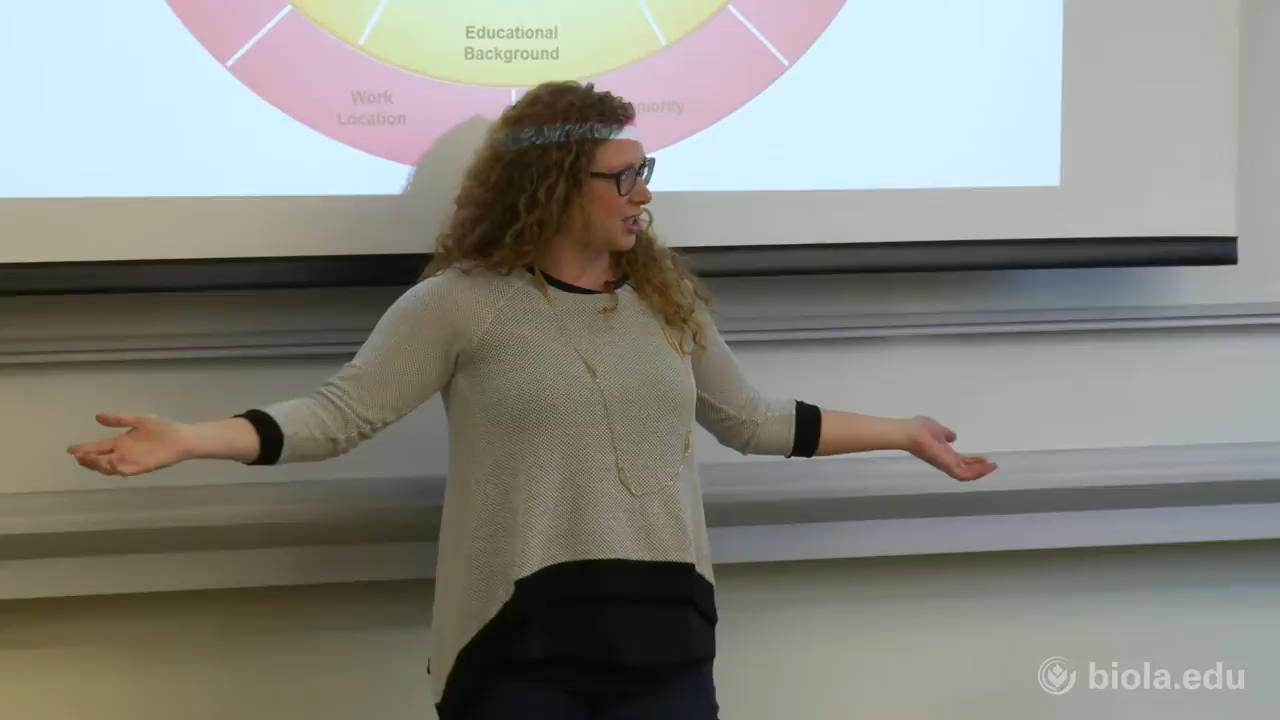 Educational
Background
Work
Location
biola.edu